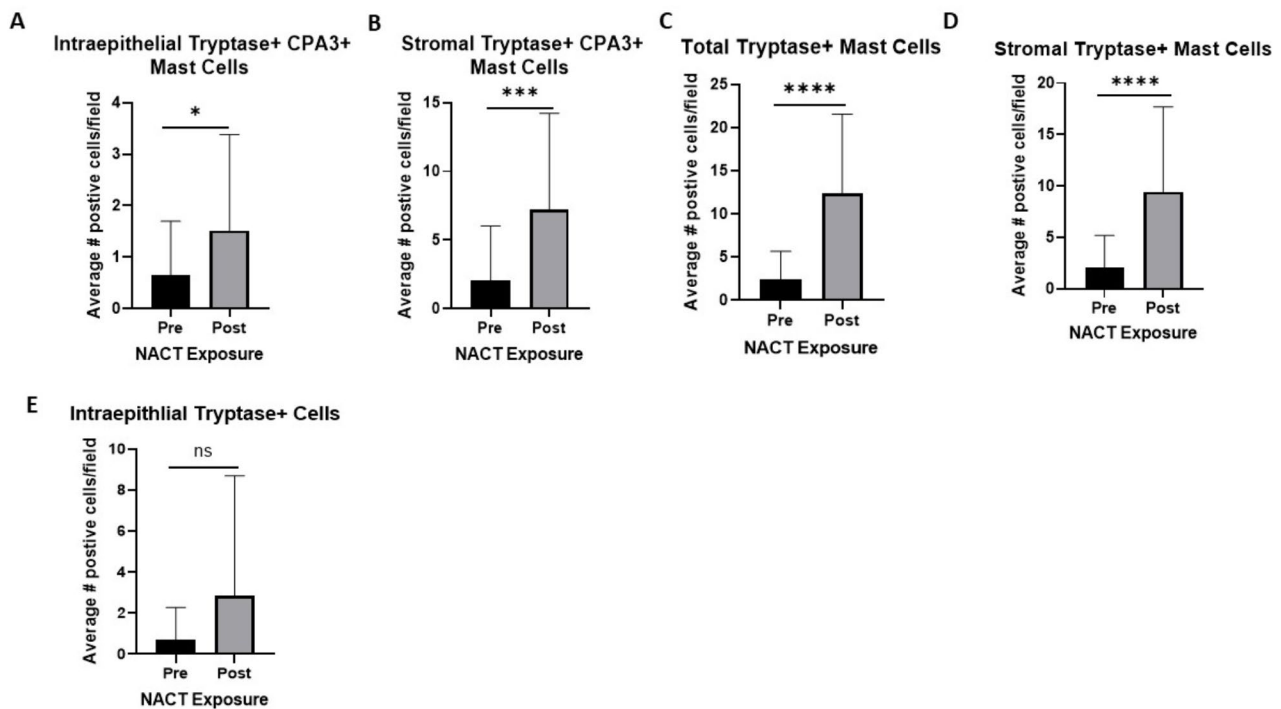 A
Intraepithelial Tryptase+ CPA3+
Mast Cells
Average # postive cells/field
4
3
2
1
0
*
Pre Post
NACT Exposure
B
Stromal Tryptase+ CPA3+
Mast Cells
Average # postive cells/field
15
10
5
0
***
Pre Post
NACT Exposure
C
Total Tryptase+ Mast Cells
Average # postive cells/field
25
20
15
10
5
0
****
Pre Post
NACT Exposure
D
Stromal Tryptase+ Mast Cells
Average # postive cells/field
20
15
10
5
0
****
Pre Post
NACT Exposure
E
Intraepithlial Tryptase+ Cells
Average # postive cells/field
10
8
6
4
2
0
ns
Pre Post
NACT Exposure